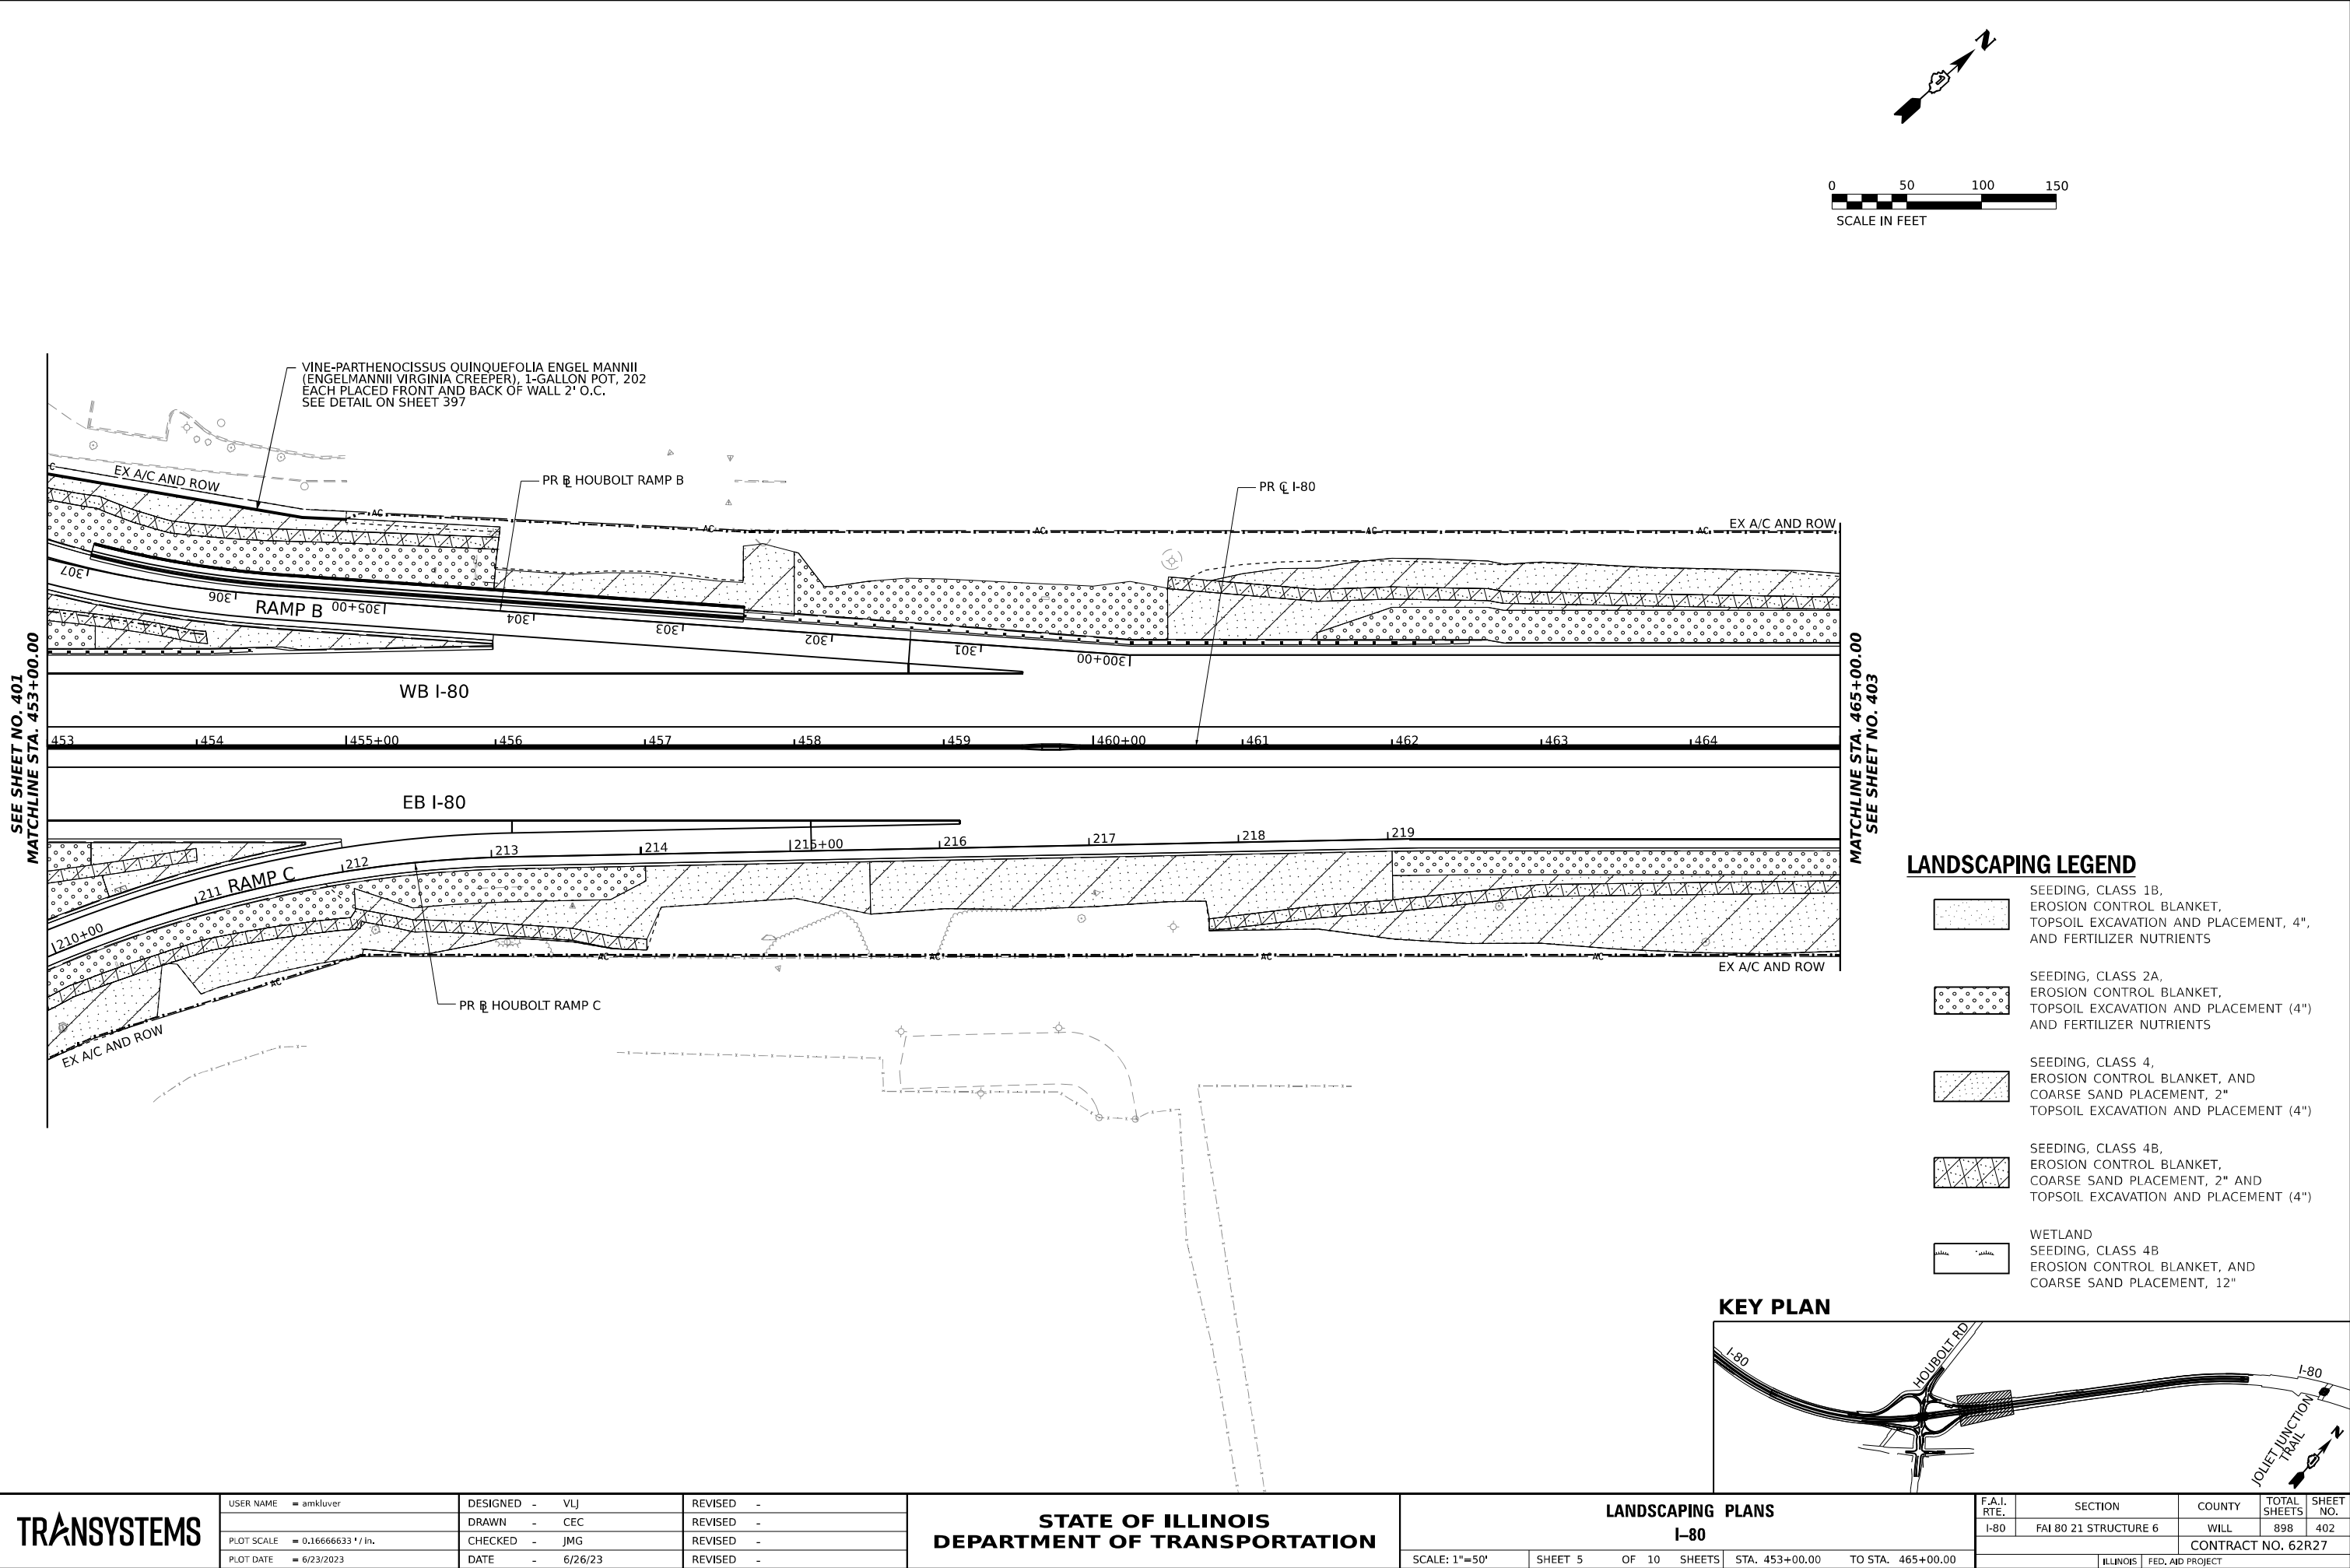 N
0 50 100 150
SCALE IN FEET
VINE-PARTHENOCISSUS QUINQUEFOLIA ENGEL MANNII
(ENGELMANNII VIRGINIA CREEPER), 1-GALLON POT, 202
EACH PLACED FRONT AND BACK OF WALL 2' O.C.
SEE DETAIL ON SHEET 397
EX A/C AND ROW
PR BL HOUBOLT RAMP B
PR CL I-80
EX A/C AND ROW
AC AC AC AC AC
307 306 305+00 304 303 302 301 300+00
RAMP B
WB I-80
SEE SHEET NO. 401
MATCHLINE STA. 453+00.00
MATCHLINE STA. 465+00.00
SEE SHEET NO. 403
453 454 455+00 456 457 458 459 460+00 461 462 463 464
EB I-80
210+00 211 212 213 214 215+00 216 217 218 219
RAMP C
AC AC AC AC AC
EX A/C AND ROW
PR BL HOUBOLT RAMP C
EX A/C AND ROW
LANDSCAPING LEGEND
SEEDING, CLASS 1B,
EROSION CONTROL BLANKET,
TOPSOIL EXCAVATION AND PLACEMENT, 4",
AND FERTILIZER NUTRIENTS
SEEDING, CLASS 2A,
EROSION CONTROL BLANKET,
TOPSOIL EXCAVATION AND PLACEMENT (4")
AND FERTILIZER NUTRIENTS
SEEDING, CLASS 4,
EROSION CONTROL BLANKET, AND
COARSE SAND PLACEMENT, 2"
TOPSOIL EXCAVATION AND PLACEMENT (4")
SEEDING, CLASS 4B,
EROSION CONTROL BLANKET,
COARSE SAND PLACEMENT, 2" AND
TOPSOIL EXCAVATION AND PLACEMENT (4")
WETLAND
SEEDING, CLASS 4B
EROSION CONTROL BLANKET, AND
COARSE SAND PLACEMENT, 12"
KEY PLAN
I-80
HOUBOLT RD
I-80
JOLIET JUNCTION
TRAIL
N
TRANSYSTEMS
USER NAME = amkluver
PLOT SCALE = 0.16666633 ' / in.
PLOT DATE = 6/23/2023
DESIGNED - VLJ
DRAWN - CEC
CHECKED - JMG
DATE - 6/26/23
REVISED -
REVISED -
REVISED -
REVISED -
STATE OF ILLINOIS
DEPARTMENT OF TRANSPORTATION
LANDSCAPING PLANS
I-80
SCALE: 1"=50' SHEET 5 OF 10 SHEETS STA. 453+00.00 TO STA. 465+00.00
F.A.I. RTE. SECTION COUNTY TOTAL SHEETS SHEET NO.
I-80 FAI 80 21 STRUCTURE 6 WILL 898 402
CONTRACT NO. 62R27
ILLINOIS FED. AID PROJECT